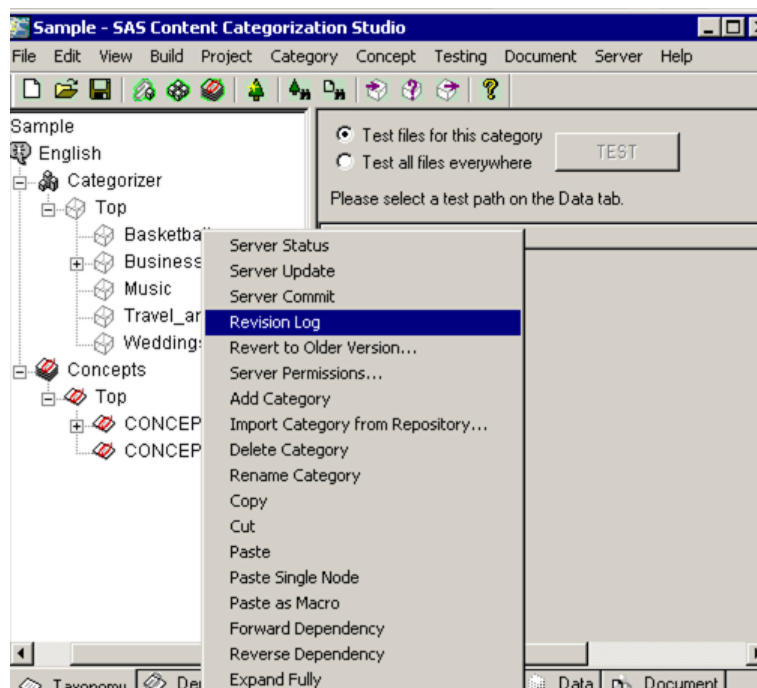 Sample - SAS Content Categorization Studio
File Edit View Build Project Category Concept Testing Document Server Help
Sample
English
Categorizer
Top
Basketba
Business
Music
Travel_ar
Weddings
Concepts
Top
CONCEP
CONCEP
Test files for this category
Test all files everywhere
TEST
Please select a test path on the Data tab.
Server Status
Server Update
Server Commit
Revision Log
Revert to Older Version...
Server Permissions...
Add Category
Import Category from Repository...
Delete Category
Rename Category
Copy
Cut
Paste
Paste Single Node
Paste as Macro
Forward Dependency
Reverse Dependency
Expand Fully
Taxonomy Data Document